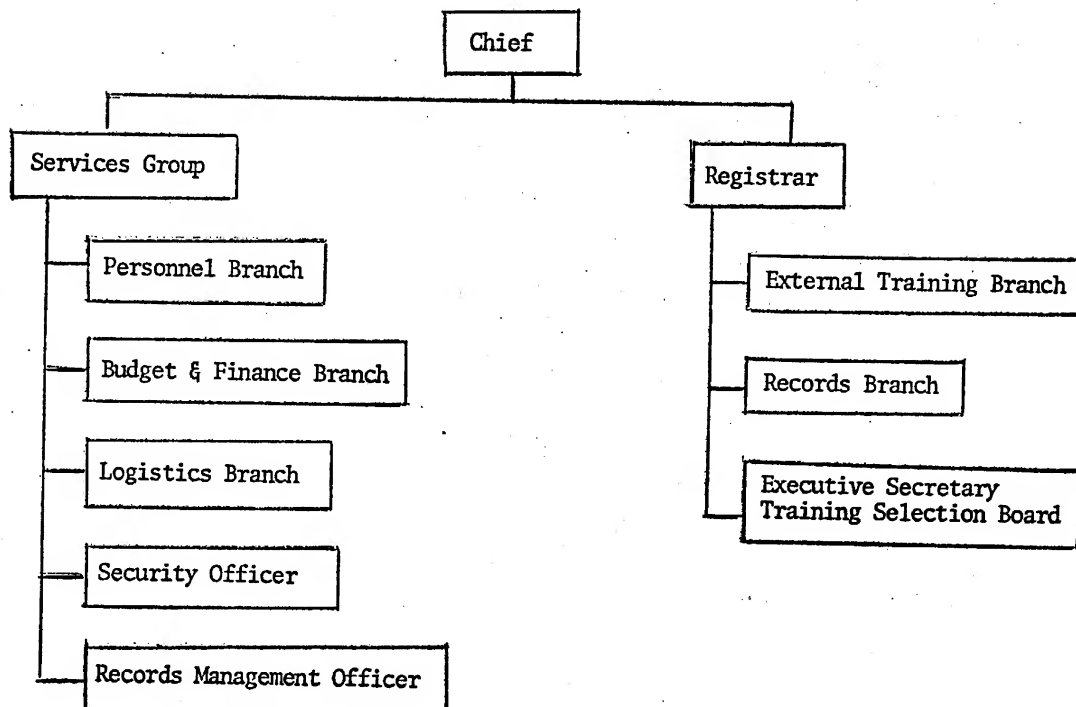 Chief
Services Group
Registrar
Personnel Branch
External Training Branch
Budget & Finance Branch
Records Branch
Logistics Branch
Executive Secretary
Training Selection Board
Security Officer
Records Management Officer